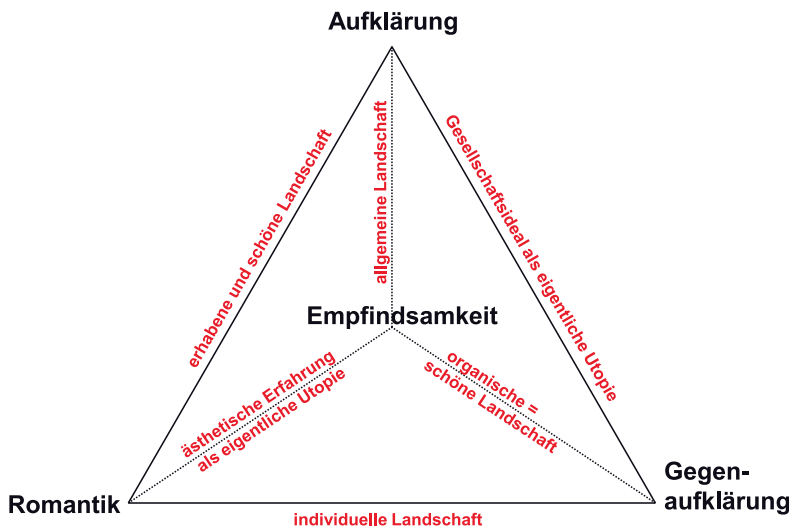 Aufklärung
erhabene und schöne Landschaft
allgemeine Landschaft
Gesellschaftsideal als eigentliche Utopie
Empfindsamkeit
ästhetische Erfahrung
als eigentliche Utopie
organische =
schöne Landschaft
Romantik
Gegen-
aufklärung
individuelle Landschaft